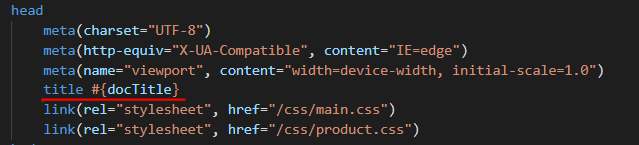 head
meta(charset="UTF-8")
meta(http-equiv="X-UA-Compatible", content="IE=edge")
meta(name="viewport", content="width=device-width, initial-scale=1.0")
title #{docTitle}
link(rel="stylesheet", href="/css/main.css")
link(rel="stylesheet", href="/css/product.css")